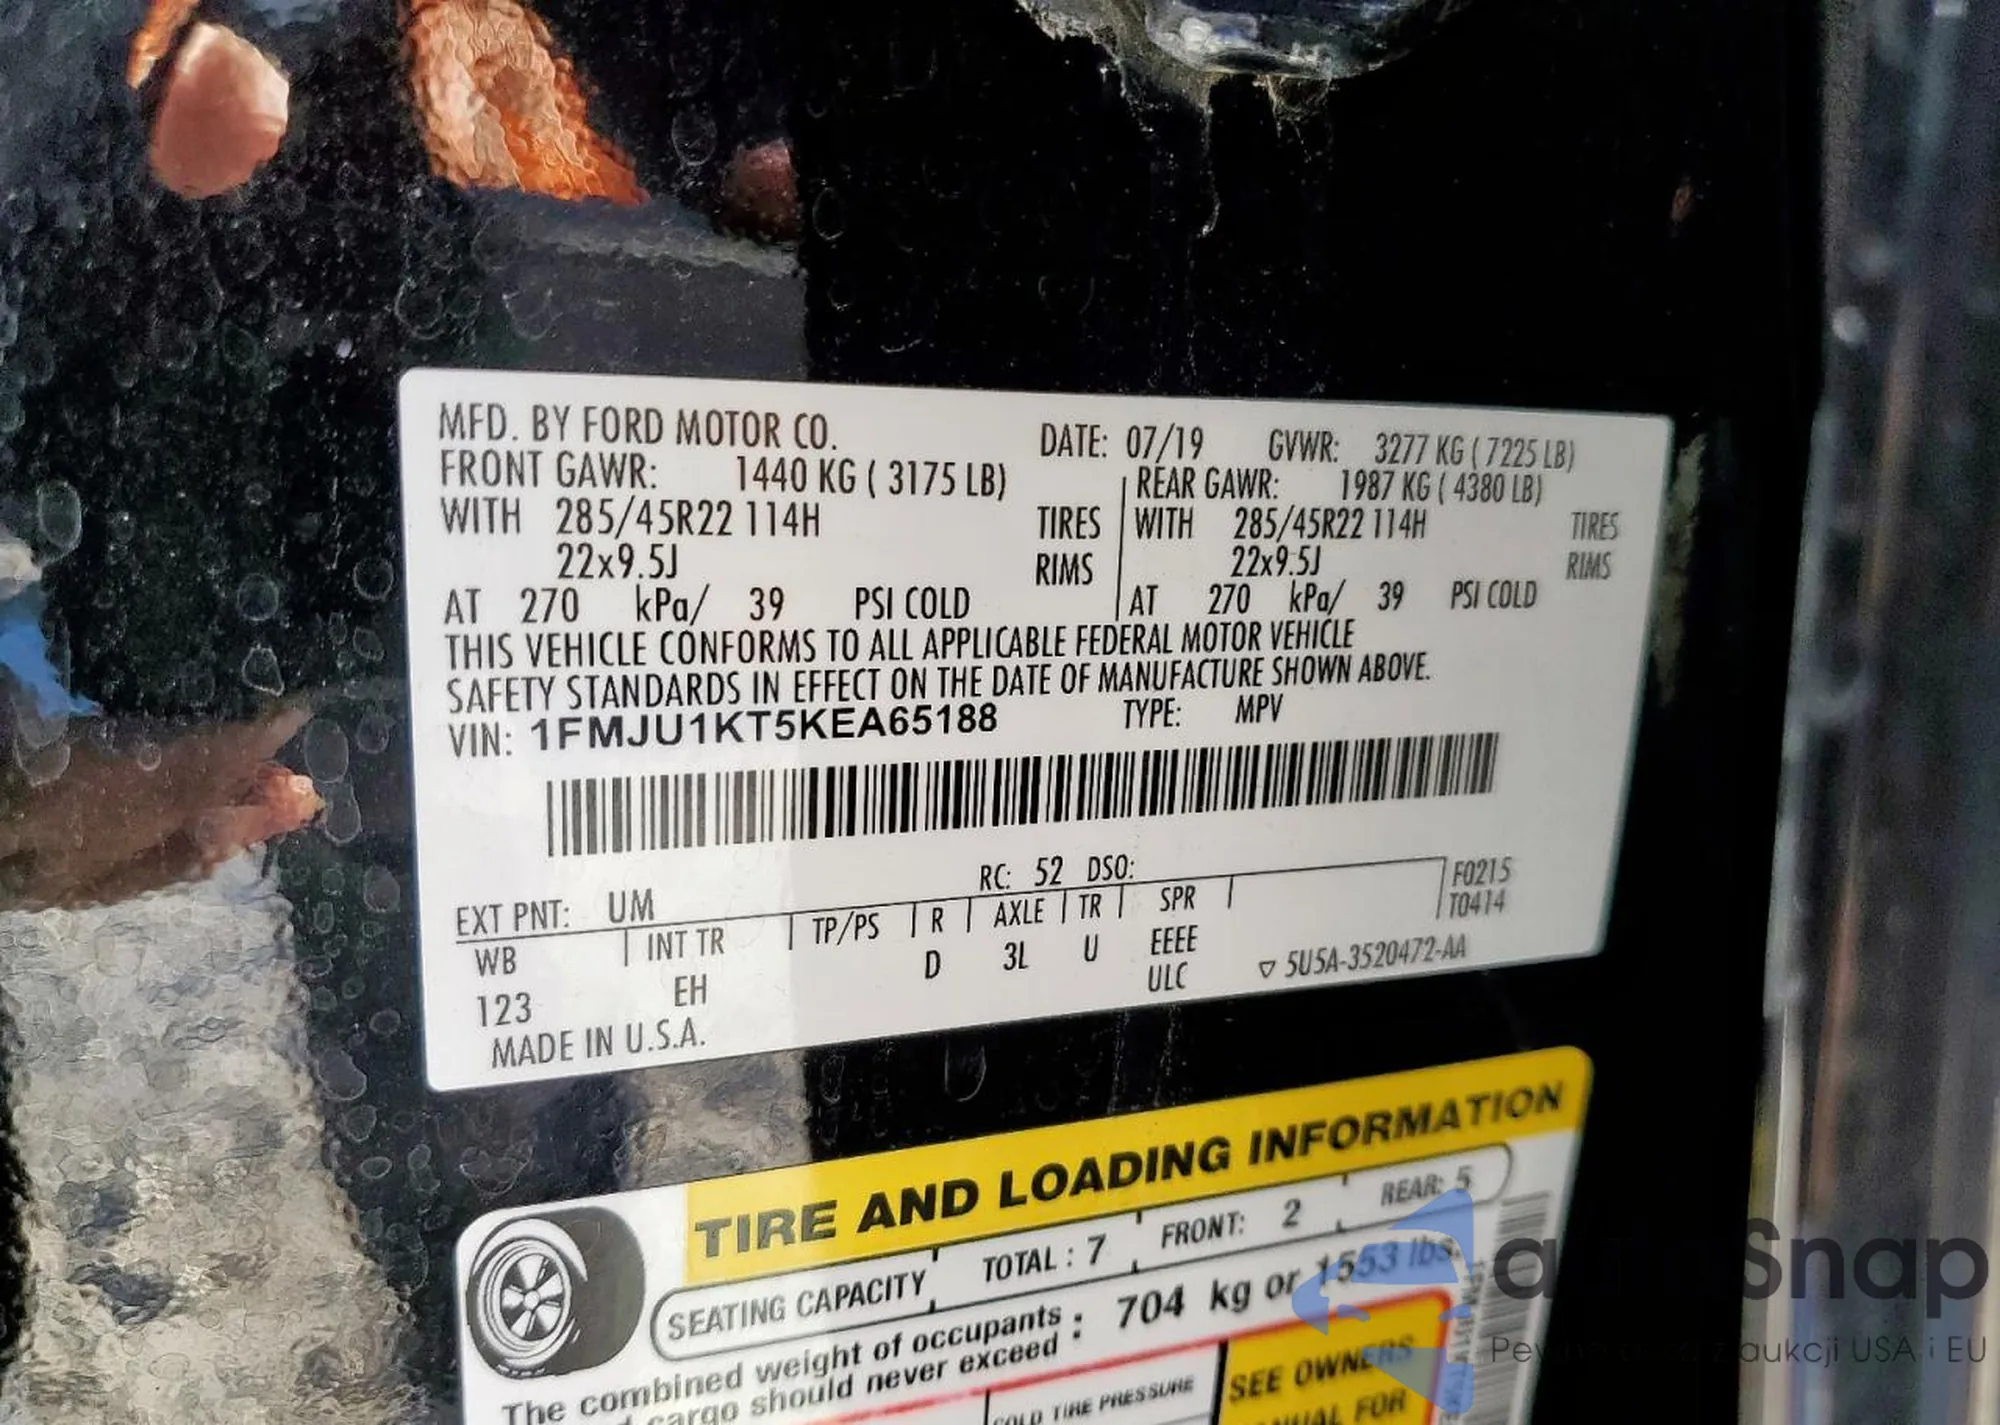 MFD. BY FORD MOTOR CO. DATE: 07/19 GVWR: 3277 KG ( 7225 LB)
FRONT GAWR: 1440 KG ( 3175 LB) REAR GAWR: 1987 KG ( 4380 LB)
WITH 285/45R22 114H TIRES WITH 285/45R22 114H TIRES
22x9.5J RIMS 22x9.5J RIMS
AT 270 kPa/ 39 PSI COLD AT 270 kPa/ 39 PSI COLD
THIS VEHICLE CONFORMS TO ALL APPLICABLE FEDERAL MOTOR VEHICLE
SAFETY STANDARDS IN EFFECT ON THE DATE OF MANUFACTURE SHOWN ABOVE.
VIN: 1FMJU1KT5KEA65188 TYPE: MPV
RC: 52 DSO: F0215
EXT PNT: UM T0414
WB INT TR TP/PS R AXLE TR SPR
123 EH D 3L U EEEE
ULC ▽ 5U5A-3520472-AA
MADE IN U.S.A.
TIRE AND LOADING INFORMATION
SEATING CAPACITY TOTAL : 7 FRONT: 2 REAR: 5
The combined weight of occupants : 704 kg or 1553 lbs.
cargo should never exceed
COLD TIRE PRESSURE
SEE OWNERS
MANUAL FOR
Snap
aukcji USA i EU